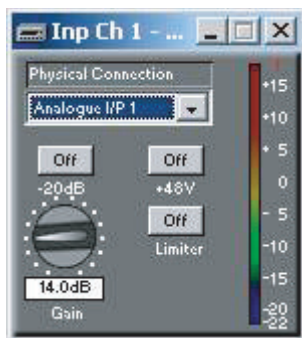 Inp Ch 1 - ...
Physical Connection
Analogue I/P 1
Off
Off
-20dB
+48V
Off
Limiter
14.0dB
Gain
+15
+10
+ 5
0
- 5
-10
-15
-20
-22